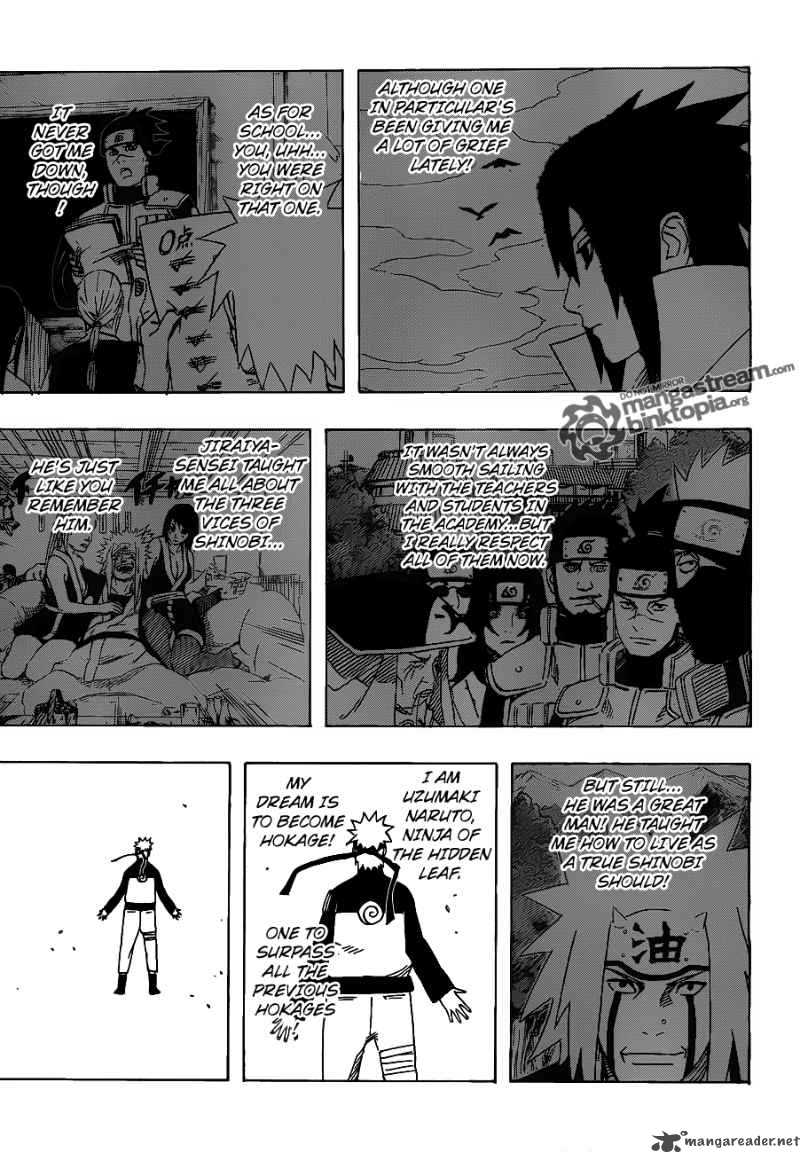 ALTHOUGH ONE
IN PARTICULAR'S
BEEN GIVING ME
A LOT OF GRIEF
LATELY!
AS FOR
SCHOOL...
YOU, UHH...
YOU WERE
RIGHT ON
THAT ONE.
0点
IT
NEVER
GOT ME
DOWN,
THOUGH
!
DO NOT MIRROR
mangastream.com
binktopia.org
IT WASN'T ALWAYS
SMOOTH SAILING
WITH THE TEACHERS
AND STUDENTS IN
THE ACADEMY...BUT
I REALLY RESPECT
ALL OF THEM NOW.
JIRAIYA-
SENSEI TAUGHT
ME ALL ABOUT
THE THREE
VICES OF
SHINOBI...
HE'S JUST
LIKE YOU
REMEMBER
HIM.
BUT STILL...
HE WAS A GREAT
MAN! HE TAUGHT
ME HOW TO LIVE AS
A TRUE SHINOBI
SHOULD!
油
I AM
UZUMAKI
NARUTO,
NINJA OF
THE HIDDEN
LEAF.
MY
DREAM IS
TO BECOME
HOKAGE!
ONE TO
SURPASS
ALL THE
PREVIOUS
HOKAGES
!
mangareader.net